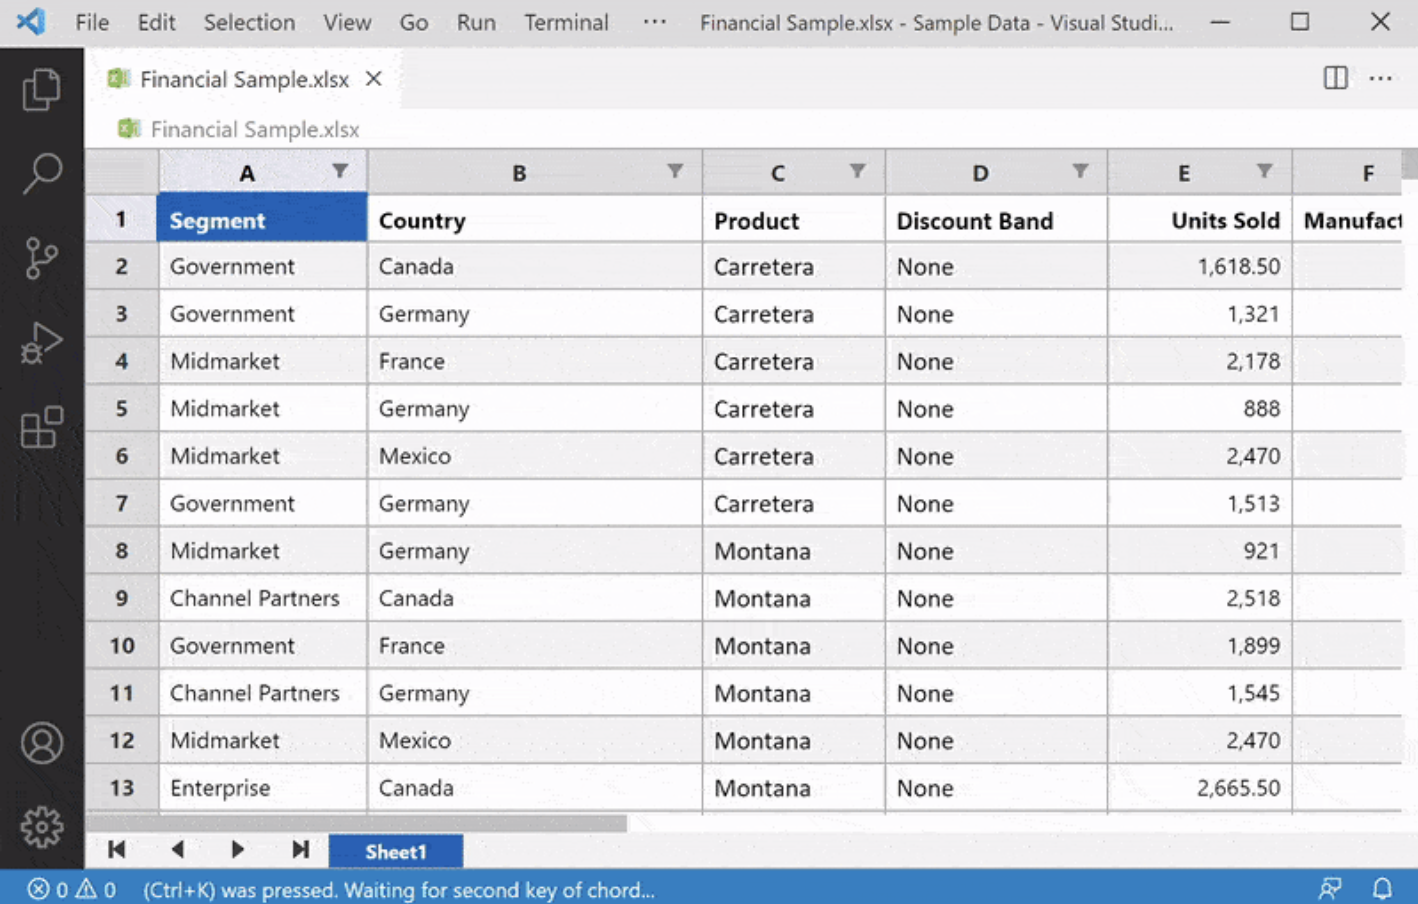 File Edit Selection View Go Run Terminal ··· Financial Sample.xlsx - Sample Data - Visual Studi...
Financial Sample.xlsx
Financial Sample.xlsx
A B C D E F
1 Segment Country Product Discount Band Units Sold Manufact
2 Government Canada Carretera None 1,618.50
3 Government Germany Carretera None 1,321
4 Midmarket France Carretera None 2,178
5 Midmarket Germany Carretera None 888
6 Midmarket Mexico Carretera None 2,470
7 Government Germany Carretera None 1,513
8 Midmarket Germany Montana None 921
9 Channel Partners Canada Montana None 2,518
10 Government France Montana None 1,899
11 Channel Partners Germany Montana None 1,545
12 Midmarket Mexico Montana None 2,470
13 Enterprise Canada Montana None 2,665.50
Sheet1
0 0 (Ctrl+K) was pressed. Waiting for second key of chord...